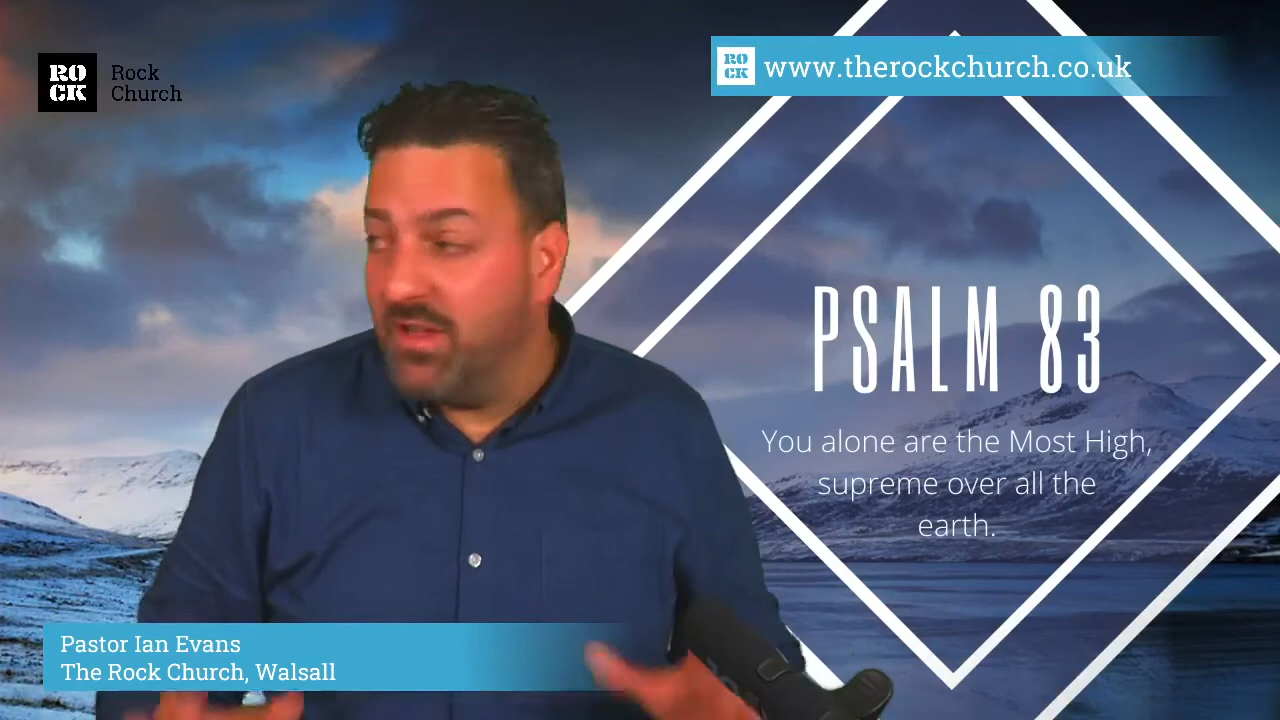 RO
CK
Rock
Church
RO
CK
www.therockchurch.co.uk
PSALM 83
You alone are the Most High,
supreme over all the
earth.
Pastor Ian Evans
The Rock Church, Walsall